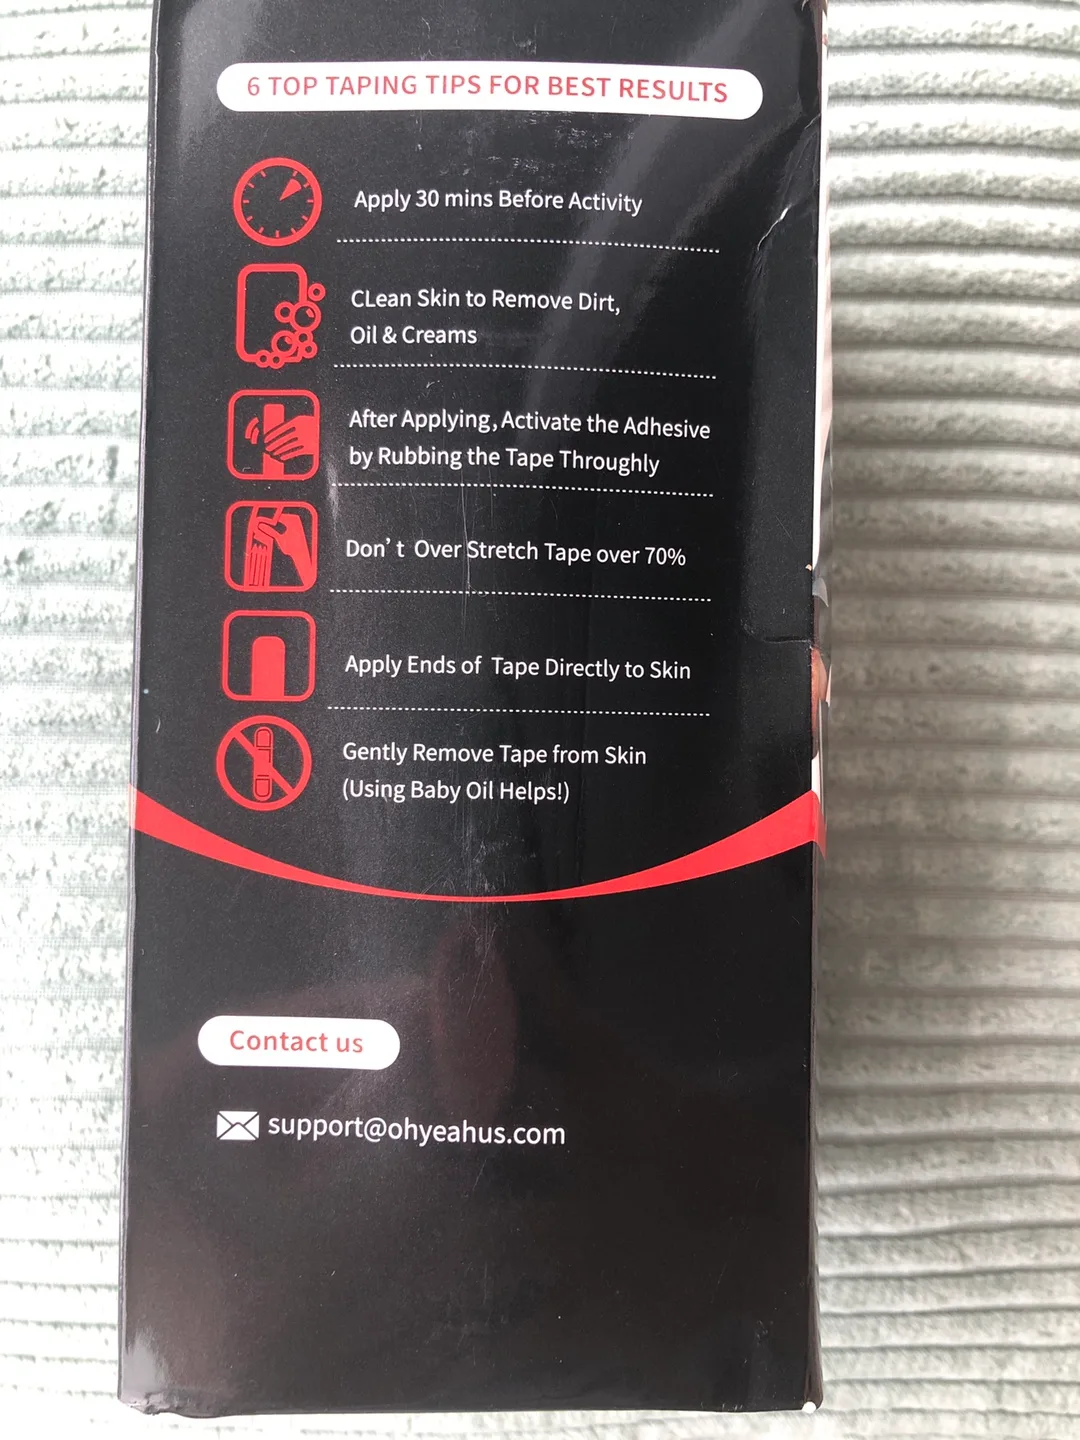 6 TOP TAPING TIPS FOR BEST RESULTS
Apply 30 mins Before Activity
CLean Skin to Remove Dirt,
Oil & Creams
After Applying, Activate the Adhesive
by Rubbing the Tape Throughly
Don't Over Stretch Tape over 70%
Apply Ends of Tape Directly to Skin
Gently Remove Tape from Skin
(Using Baby Oil Helps!)
Contact us
support@ohyeahus.com